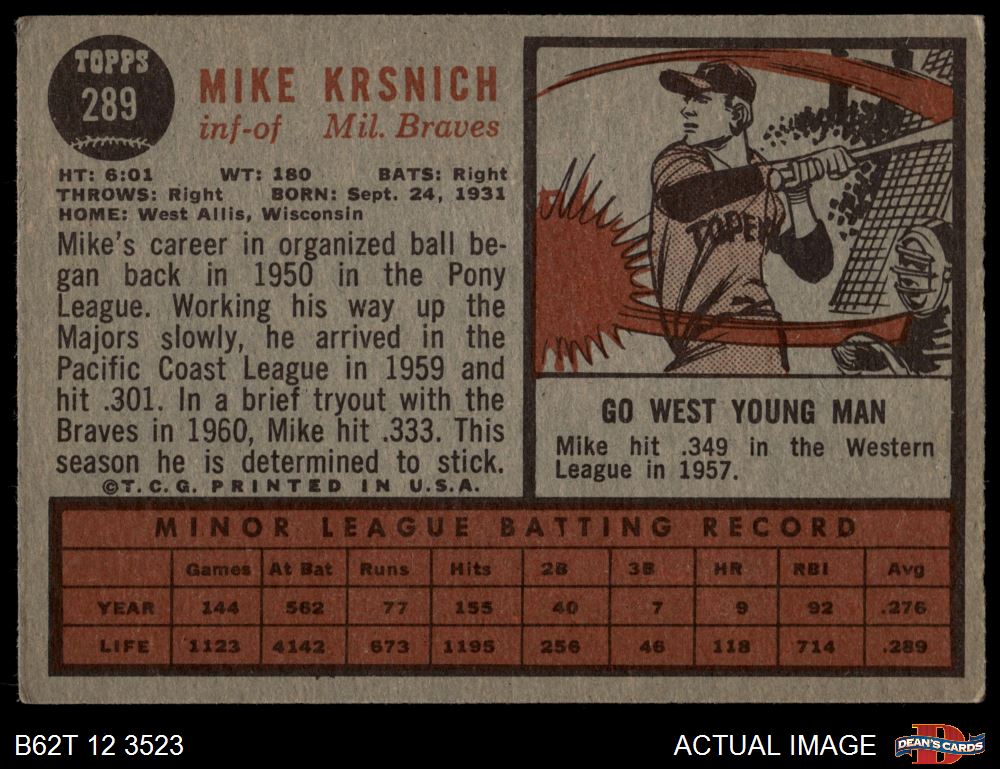 TOPPS
289
MIKE KRSNICH
inf-of Mil. Braves
HT: 6:01 WT: 180 BATS: Right
THROWS: Right BORN: Sept. 24, 1931
HOME: West Allis, Wisconsin
Mike's career in organized ball be-
gan back in 1950 in the Pony
League. Working his way up the
Majors slowly, he arrived in the
Pacific Coast League in 1959 and
hit .301. In a brief tryout with the
Braves in 1960, Mike hit .333. This
season he is determined to stick.
©T.C.G. PRINTED IN U.S.A.
T
TOPEK
GO WEST YOUNG MAN
Mike hit .349 in the Western
League in 1957.
MINOR LEAGUE BATTING RECORD
Games At Bat Runs Hits 2B 3B HR RBI Avg
YEAR 144 562 77 155 40 7 9 92 .276
LIFE 1123 4142 673 1195 256 46 118 714 .289
B62T 12 3523
ACTUAL IMAGE
D
DEAN'S CARDS